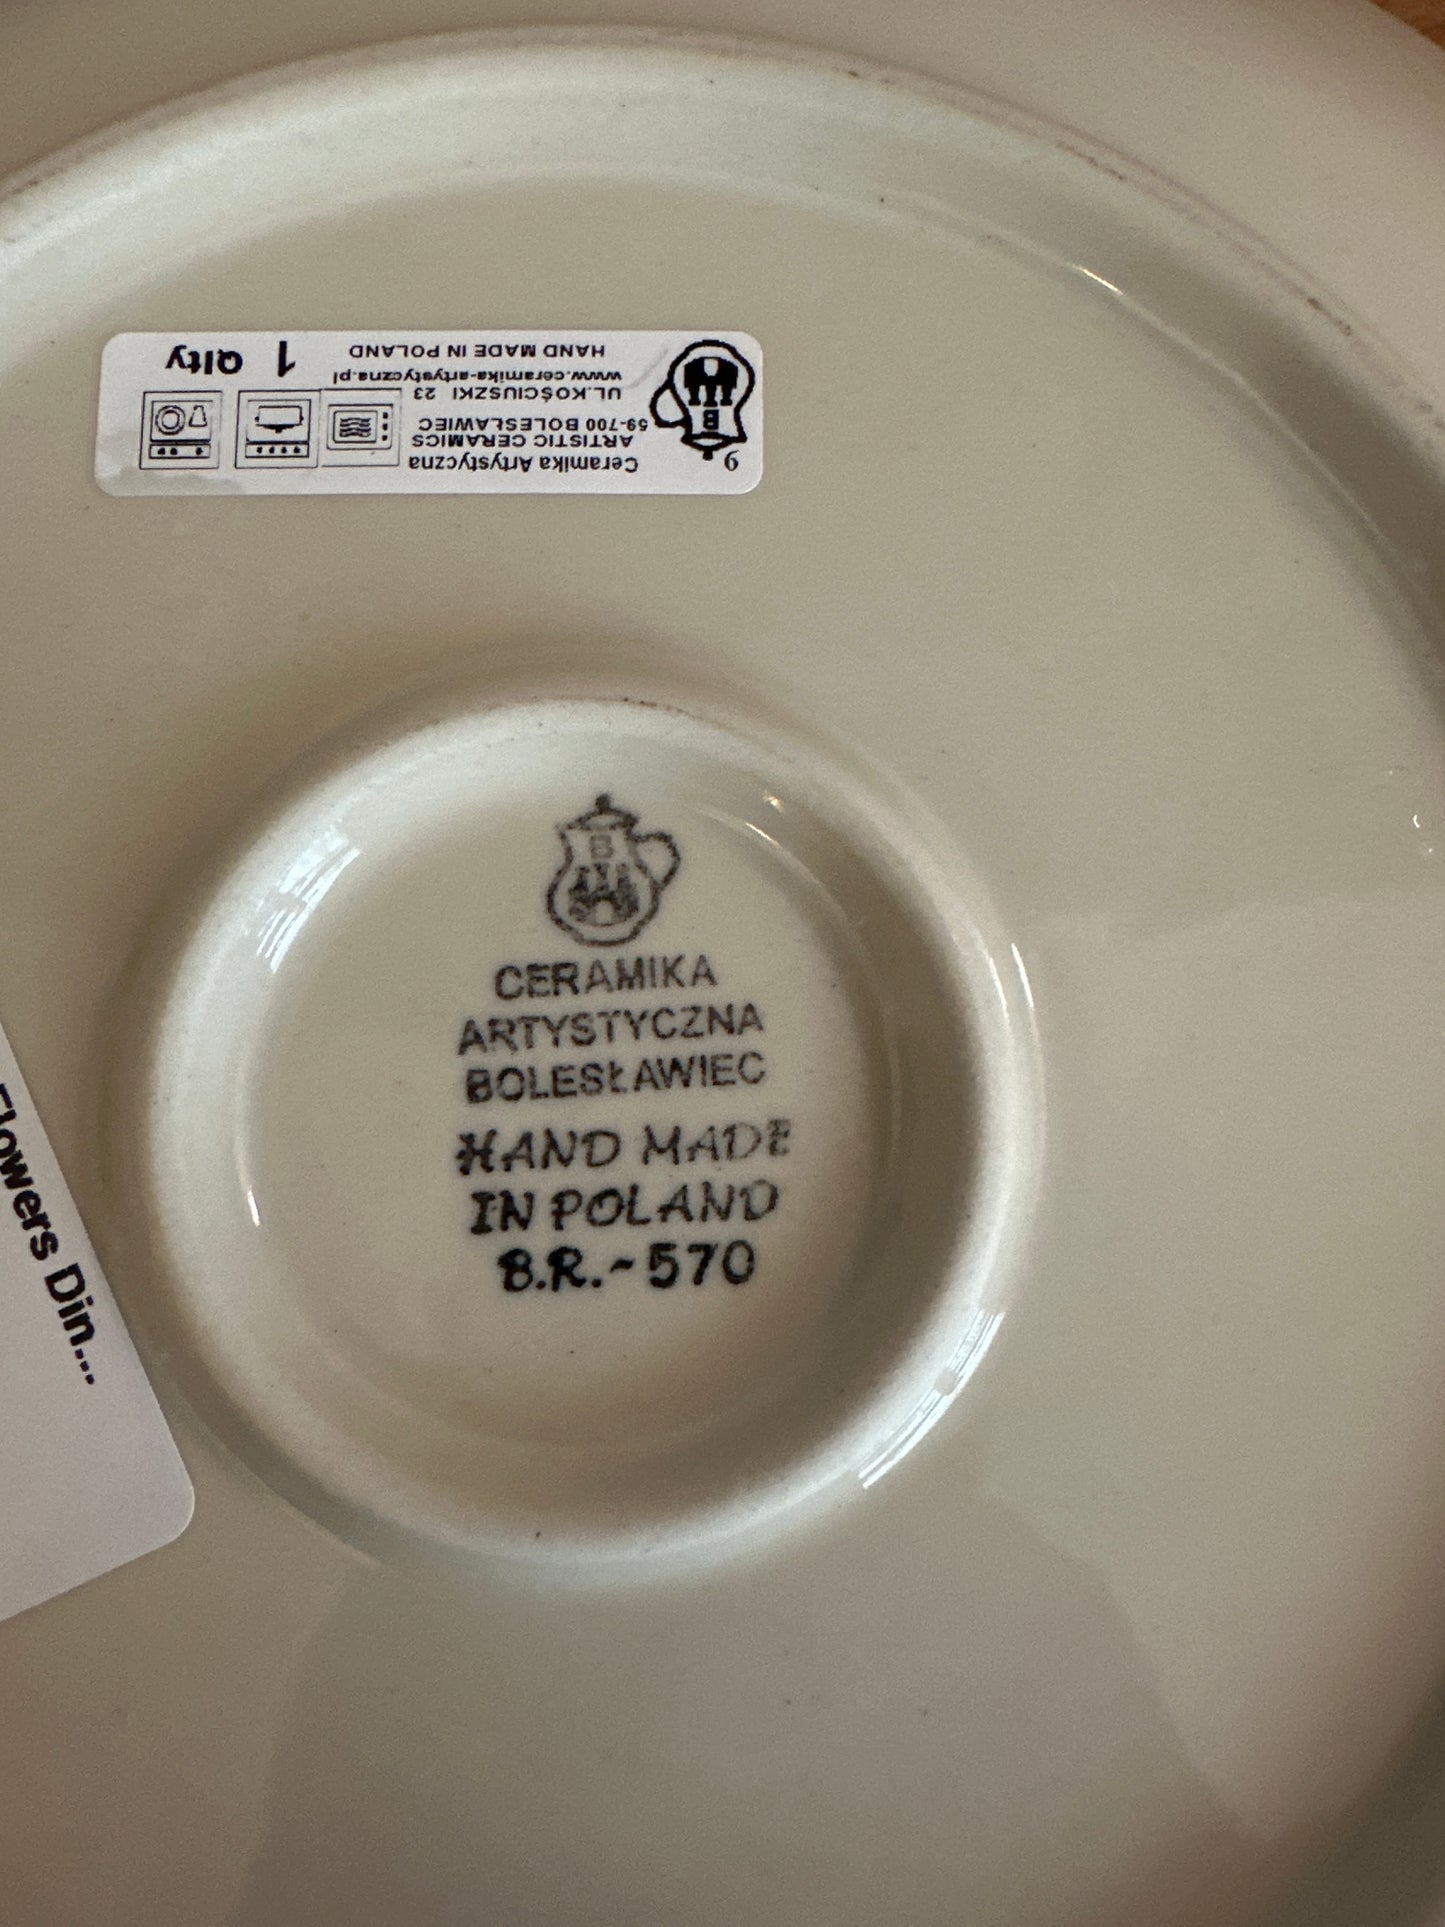 Ceramika Artystyczna
ARTISTIC CERAMICS
59-700 BOLESŁAWIEC
UL.KOŚCIUSZKI 23
www.ceramika-artystyczna.pl
HAND MADE IN POLAND
1 Qlty
9
B
B
CERAMIKA
ARTYSTYCZNA
BOLESŁAWIEC
HAND MADE
IN POLAND
B.R.-570
Flowers Din...